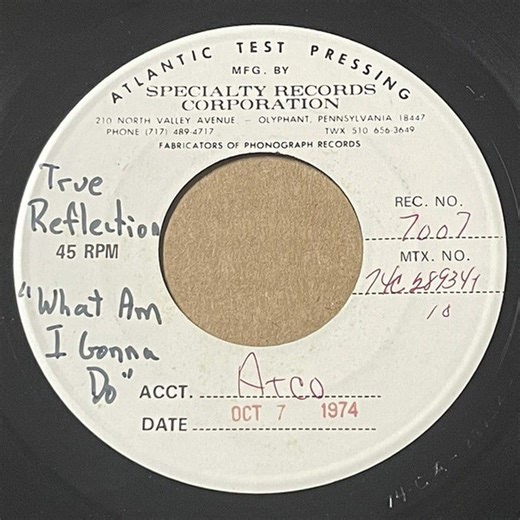 ATLANTIC TEST PRESSING
MFG. BY
SPECIALTY RECORDS
CORPORATION
210 NORTH VALLEY AVENUE - OLYPHANT, PENNSYLVANIA 18447
PHONE (717) 489-4717 TWX 510 656-3649
FABRICATORS OF PHONOGRAPH RECORDS
True
Reflection
45 RPM
"What Am
I Gonna
Do"
REC. NO.
7007
MTX. NO.
ACCT. Atco
DATE OCT 7 1974